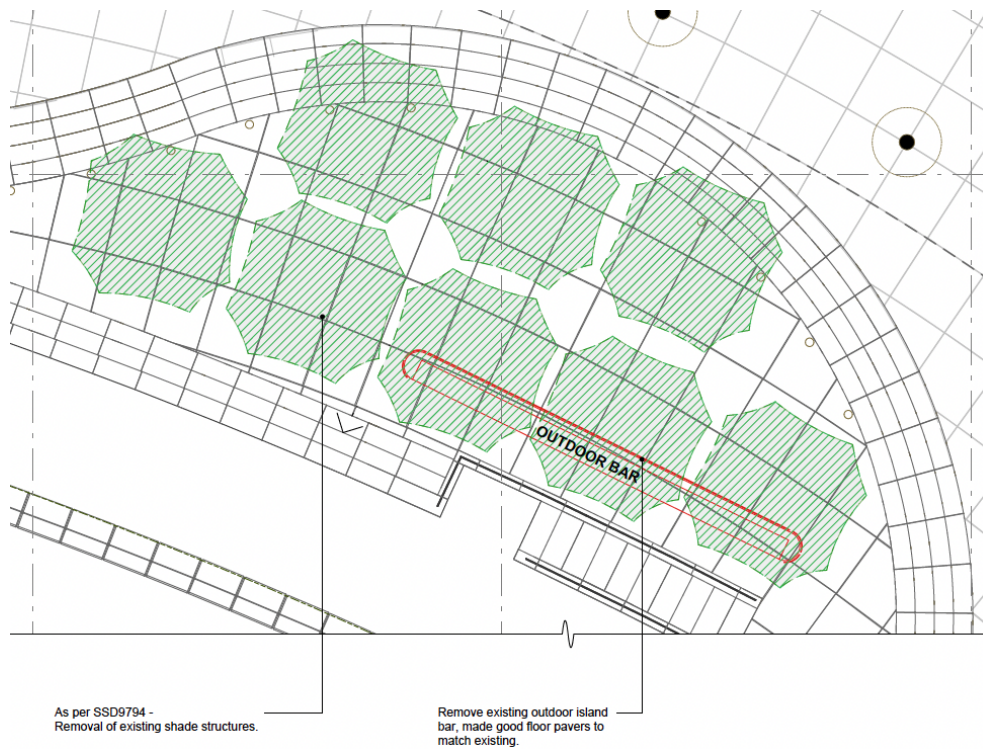 OUTDOOR BAR
As per SSD9794 -
Removal of existing shade structures.
Remove existing outdoor island
bar, made good floor pavers to
match existing.